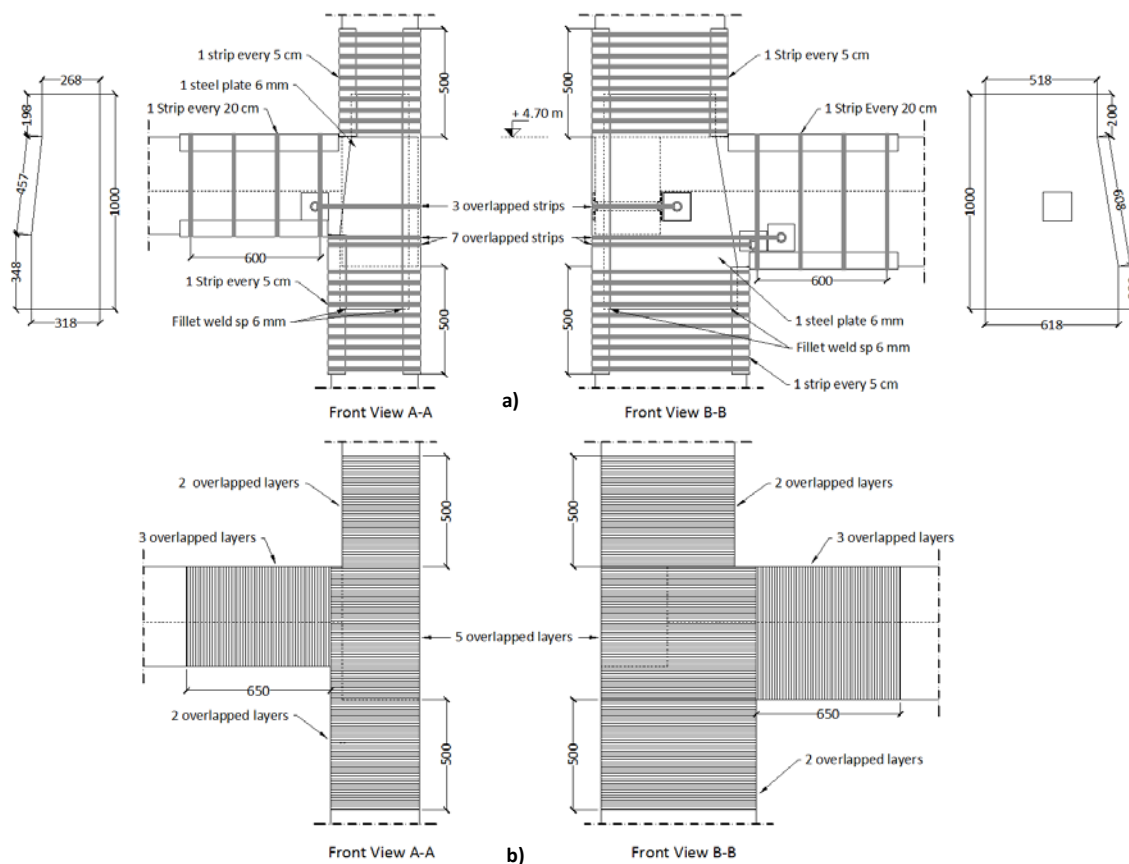 500
1 strip every 5 cm
1 steel plate 6 mm
1 Strip every 20 cm
268
198
457
348
1000
318
600
1 Strip every 5 cm
Fillet weld sp 6 mm
500
Front View A-A
+ 4.70 m
3 overlapped strips
7 overlapped strips
500
1 strip every 5 cm
1 Strip Every 20 cm
600
1 steel plate 6 mm
Fillet weld sp 6 mm
1 strip every 5 cm
500
Front View B-B
518
200
608
1000
618
a)
2 overlapped layers
3 overlapped layers
500
5 overlapped layers
650
2 overlapped layers
500
Front View A-A
500
2 overlapped layers
3 overlapped layers
650
500
2 overlapped layers
Front View B-B
b)